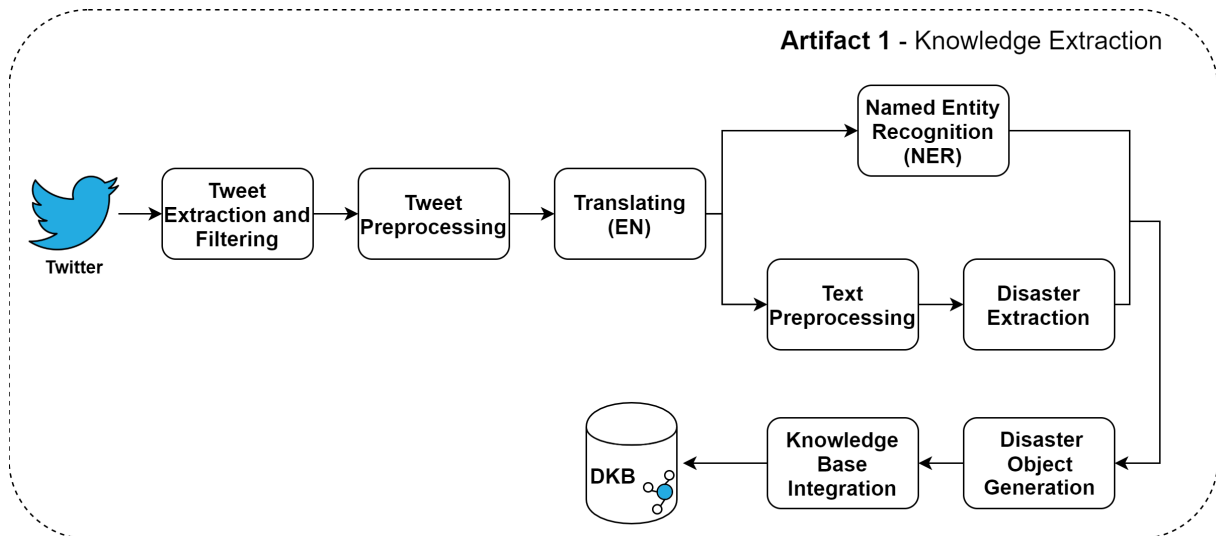 Artifact 1 - Knowledge Extraction
Named Entity
Recognition
(NER)
Twitter
Tweet
Extraction and
Filtering
Tweet
Preprocessing
Translating
(EN)
Text
Preprocessing
Disaster
Extraction
DKB
Knowledge
Base
Integration
Disaster
Object
Generation